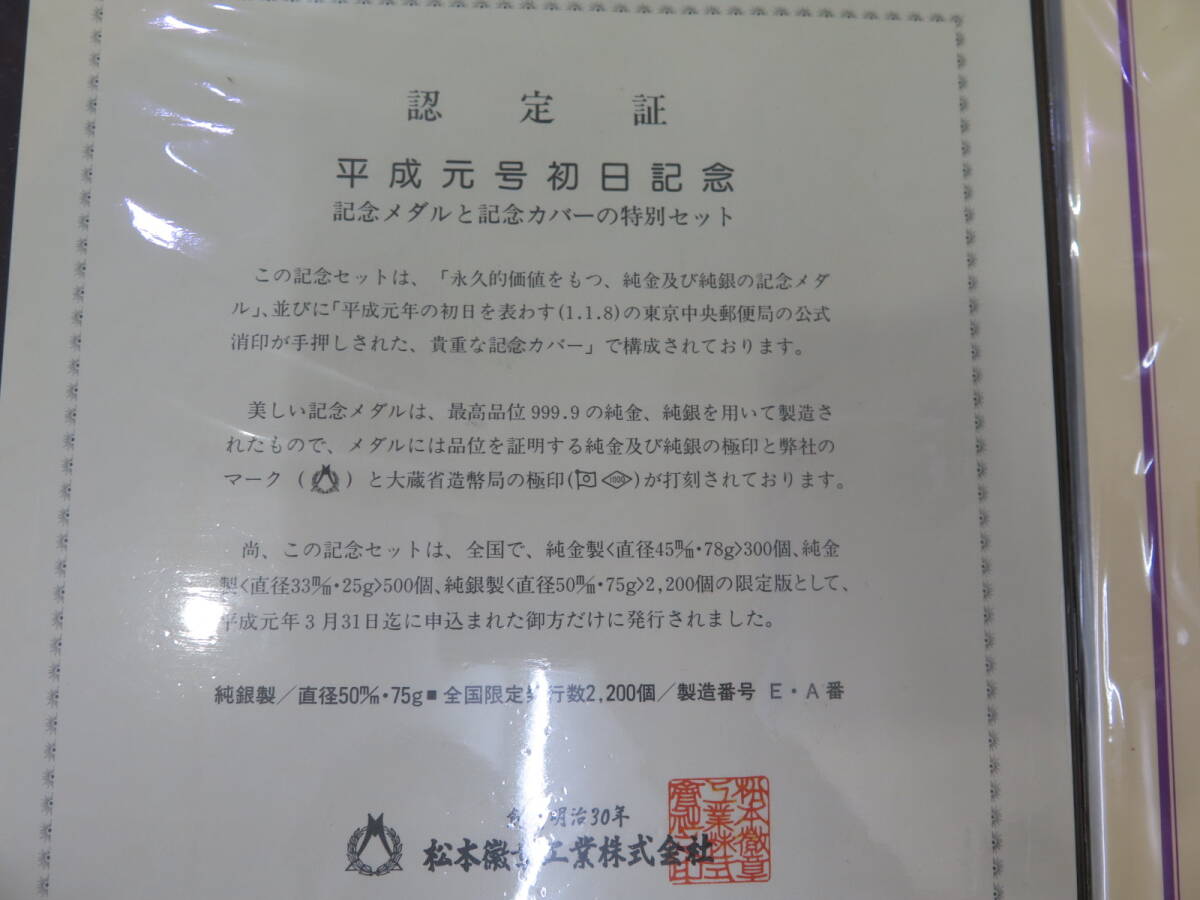 認定証
平成元号初日記念
記念メダルと記念カバーの特別セット
この記念セットは、「永久的価値をもつ、純金及び純銀の記念メダ
ル」、並びに「平成元年の初日を表わす(1.1.8)の東京中央郵便局の公式
消印が手押しされた、貴重な記念カバー」で構成されております。
美しい記念メダルは、最高品位999.9の純金、純銀を用いて製造さ
れたもので、メダルには品位を証明する純金及び純銀の極印と弊社の
マーク()と大蔵省造幣局の極印(1000)が打刻されております。
尚、この記念セットは、全国で、純金製〈直径45m/m・78g〉300個、純金
製〈直径33m/m・25g〉500個、純銀製〈直径50m/m・75g〉2,200個の限定版として、
平成元年3月31日迄に申込まれた御方だけに発行されました。
純銀製/直径50m/m・75g■全国限定発行数2,200個/製造番号 E・A番
創 明治30年
松本徽章工業株式会社
松本徽章工業株式